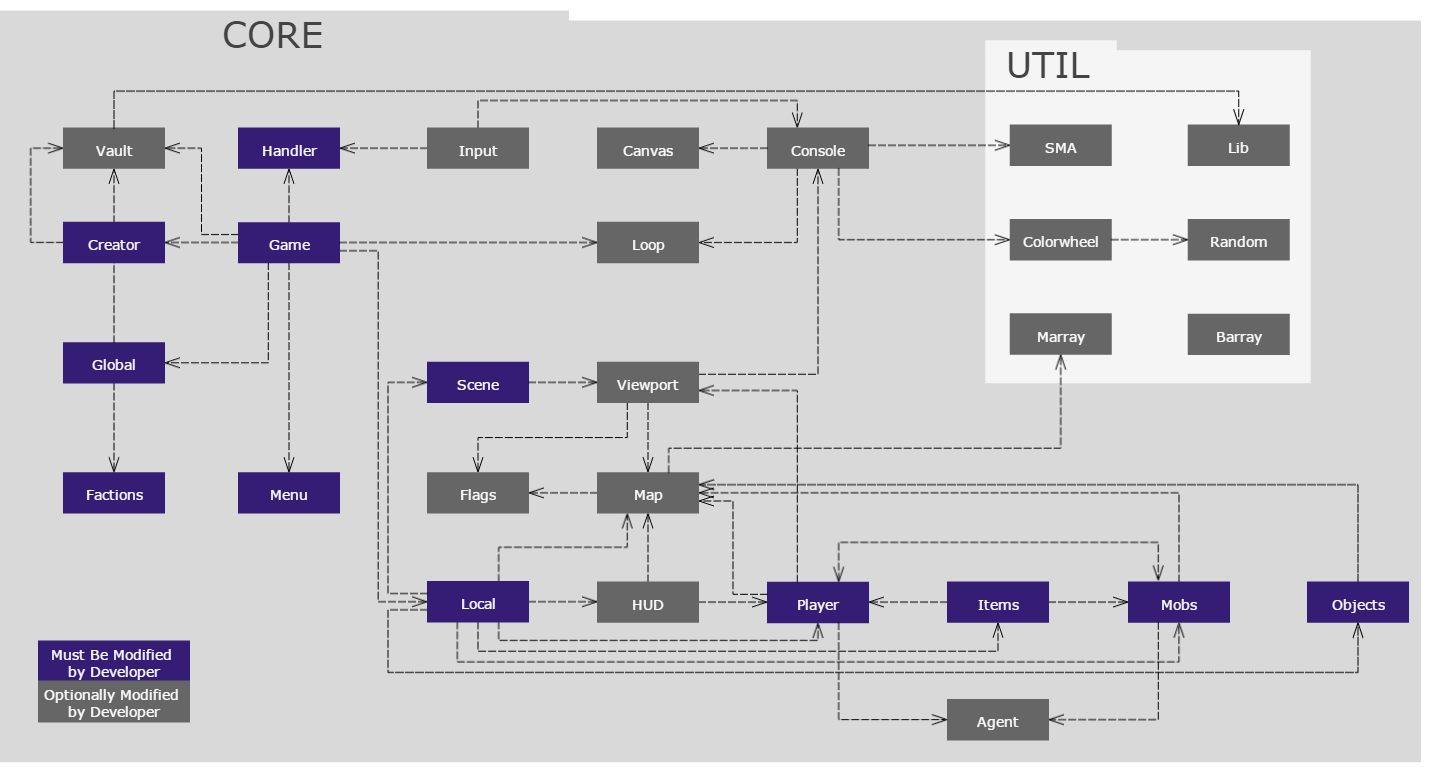 CORE
UTIL
Vault
Handler
Input
Canvas
Console
SMA
Lib
Creator
Game
Loop
Colorwheel
Random
Marray
Barray
Global
Scene
Viewport
Factions
Menu
Flags
Map
Local
HUD
Player
Items
Mobs
Objects
Must Be Modified
by Developer
Optionally Modified
by Developer
Agent